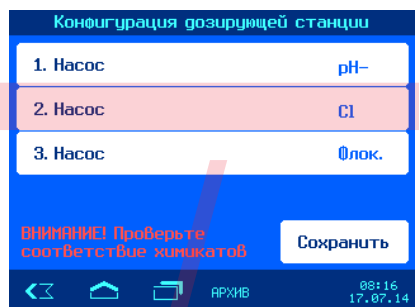 Конфигурация дозирующей станции
1. Насос pH-
2. Насос Cl
3. Насос Флок.
ВНИМАНИЕ! Проверьте
соответствие химикатов
Сохранить
АРХИВ
08:16
17.07.14